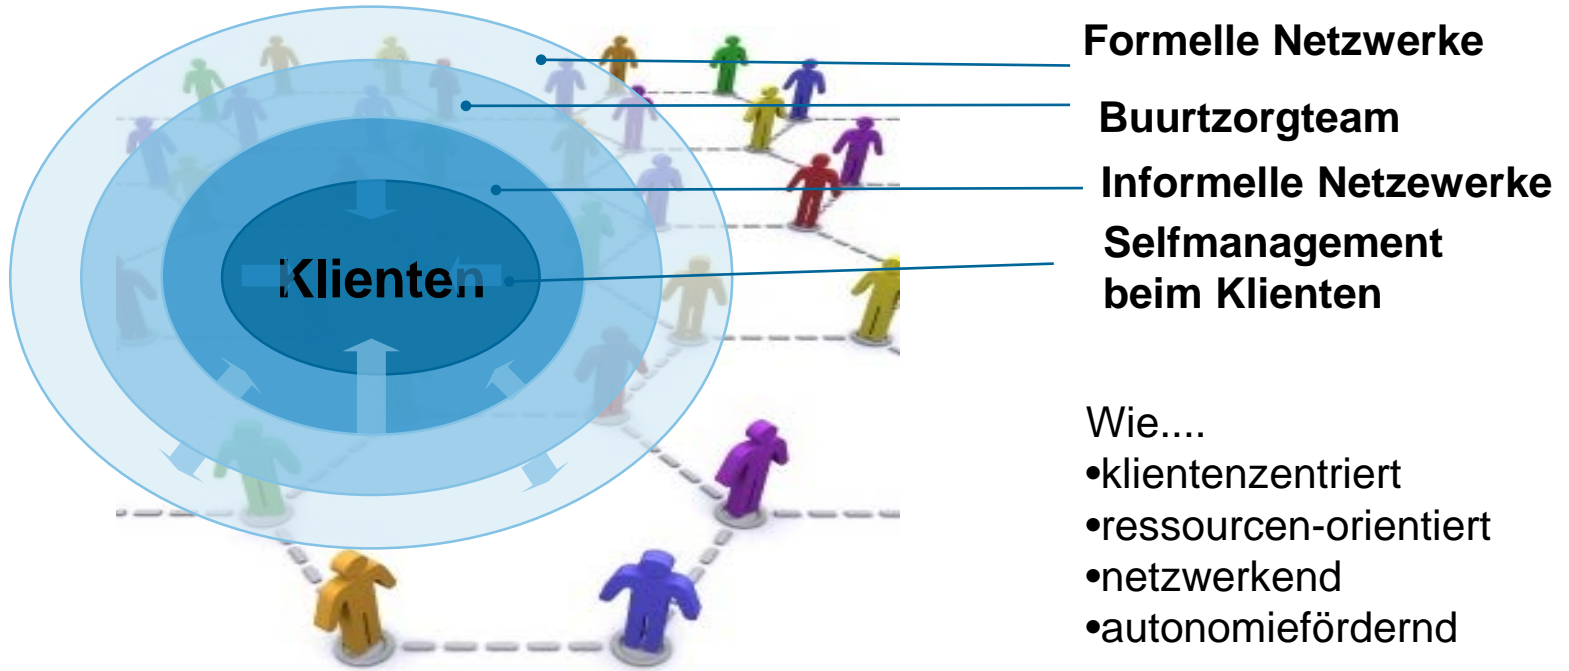 Formelle Netzwerke
Buurtzorgteam
Informelle Netzewerke
Selfmanagement
beim Klienten
Klienten
Wie....
•klientenzentriert
•ressourcen-orientiert
•netzwerkend
•autonomiefördernd